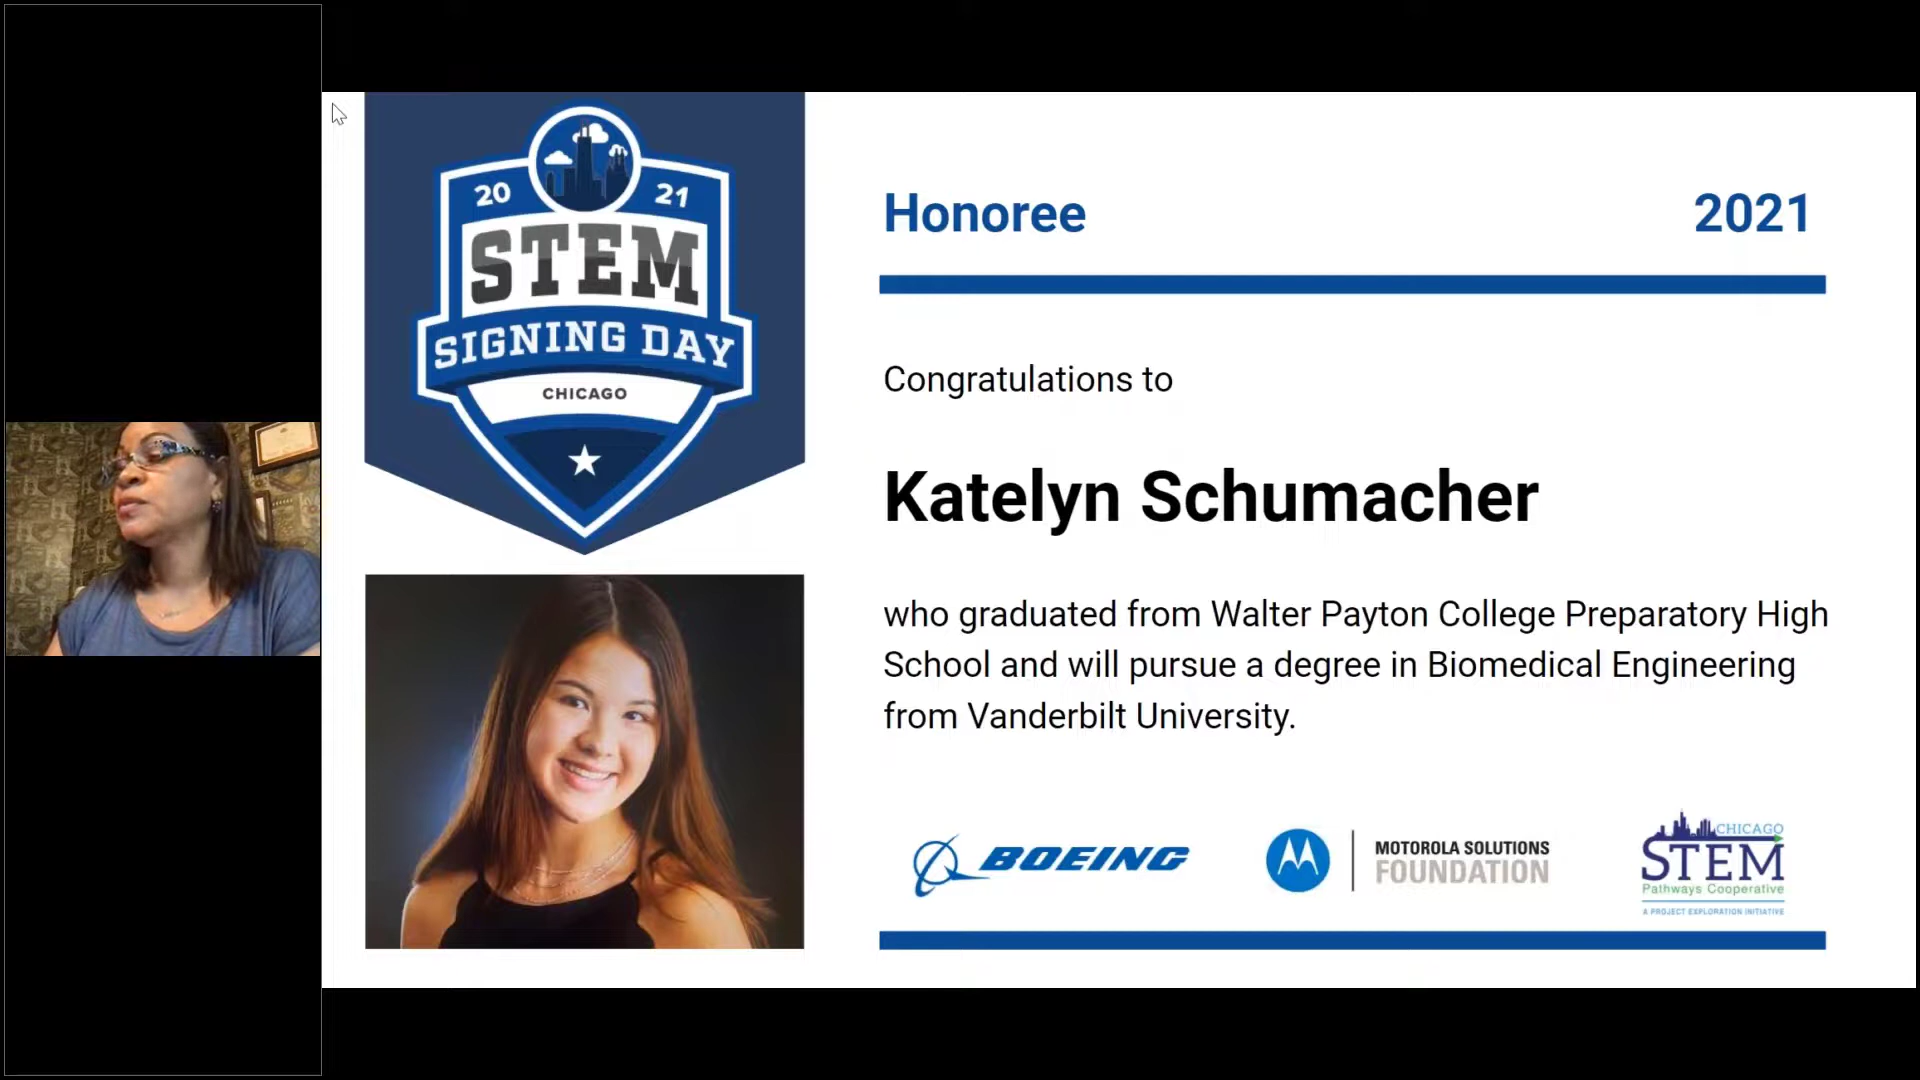 20 21
STEM
SIGNING DAY
CHICAGO
Honoree 2021
Congratulations to
Katelyn Schumacher
who graduated from Walter Payton College Preparatory High
School and will pursue a degree in Biomedical Engineering
from Vanderbilt University.
BOEING
MOTOROLA SOLUTIONS
FOUNDATION
CHICAGO
STEM
Pathways Cooperative
A PROJECT EXPLORATION INITIATIVE